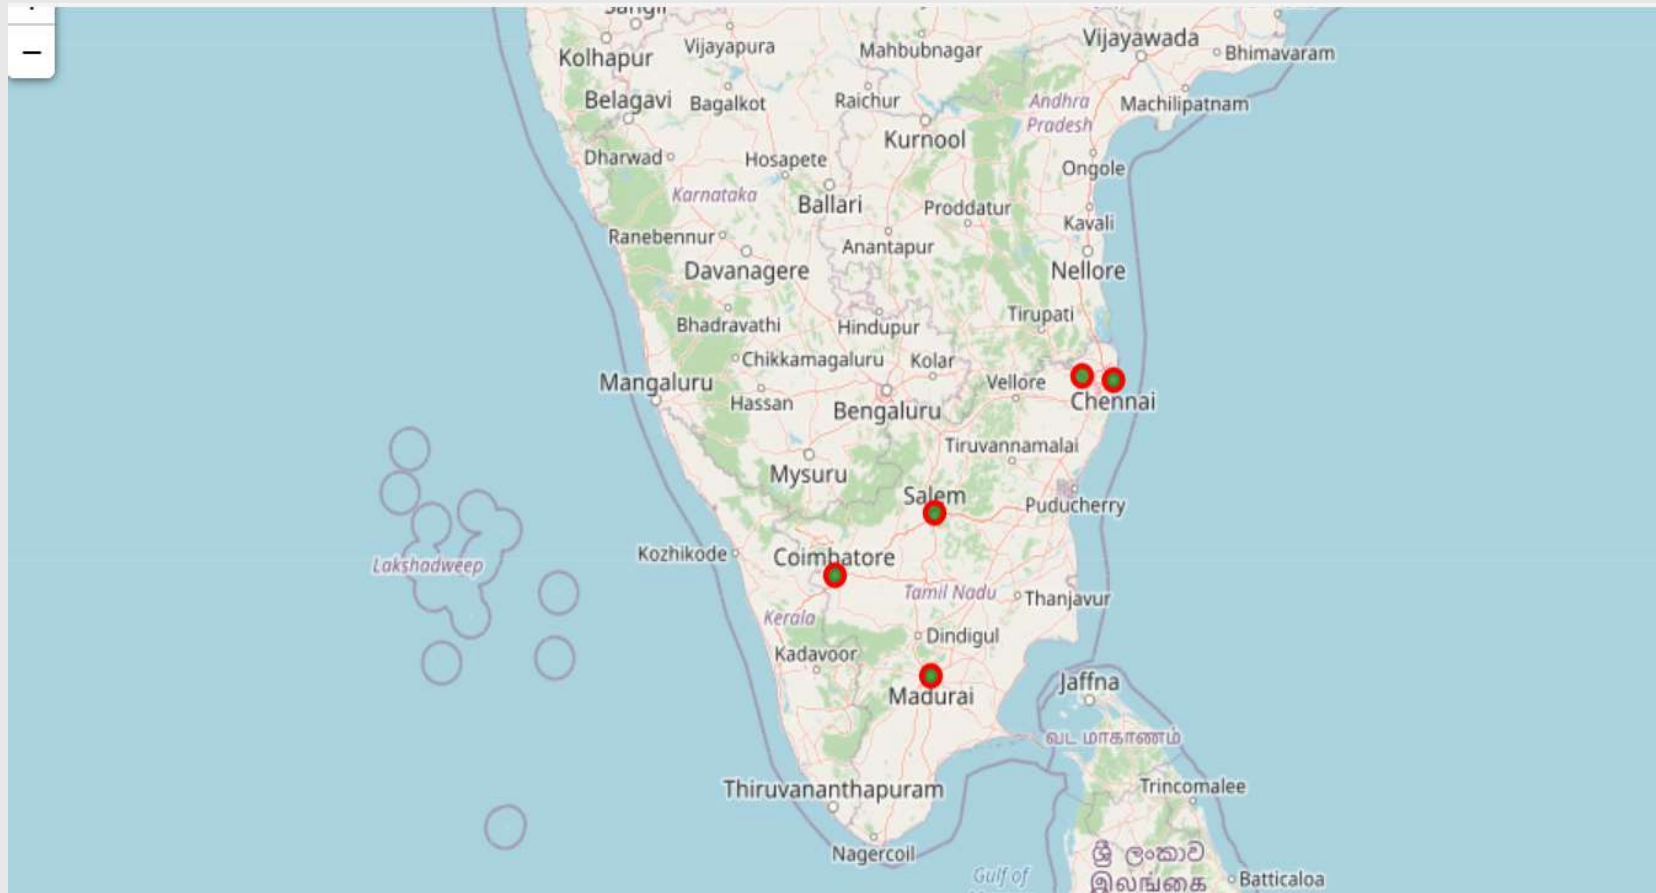 −
Kolhapur
Vijayapura
Mahbubnagar
Vijayawada
Bhimavaram
Belagavi
Bagalkot
Raichur
Andhra
Pradesh
Machilipatnam
Kurnool
Dharwad
Hosapete
Ongole
Karnataka
Ballari
Proddatur
Kavali
Ranebennur
Anantapur
Davanagere
Nellore
Bhadravathi
Hindupur
Tirupati
Chikkamagaluru
Kolar
Mangaluru
Vellore
Hassan
Bengaluru
Chennai
Tiruvannamalai
Mysuru
Salem
Puducherry
Kozhikode
Coimbatore
Lakshadweep
Tamil Nadu
Thanjavur
Kerala
Dindigul
Kadavoor
Madurai
Jaffna
வட மாகாணம்
Thiruvananthapuram
Trincomalee
Nagercoil
ශ්‍රී ලංකාව
இலங்கை
Gulf of
Batticaloa